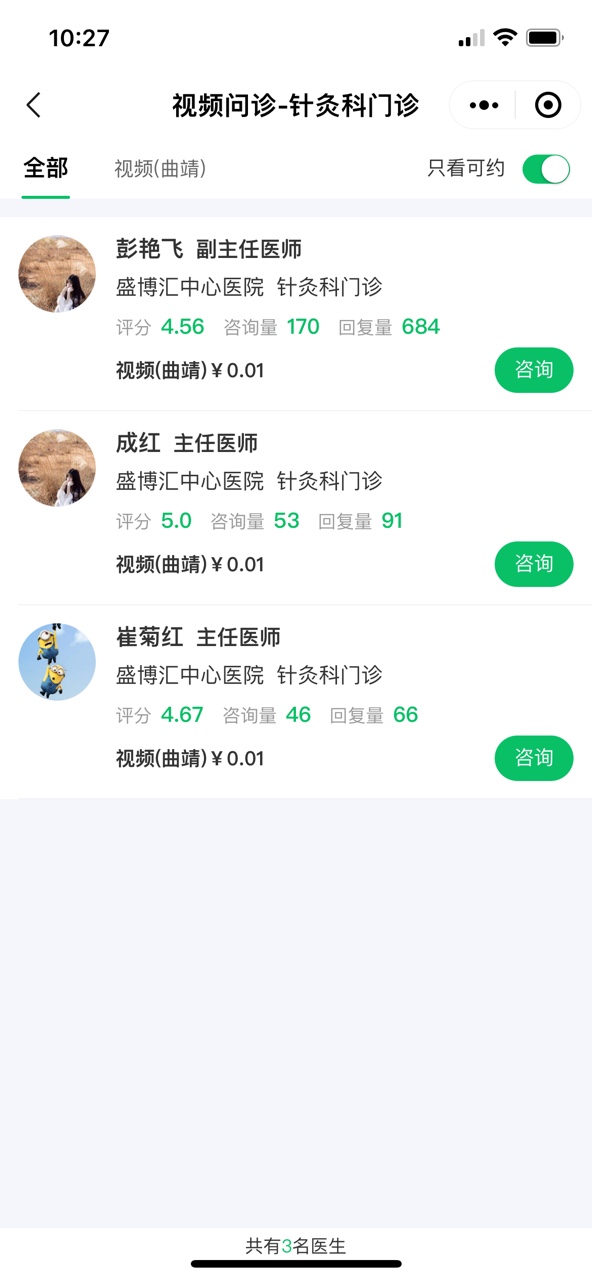 10:27
视频问诊-针灸科门诊
全部 视频(曲靖) 只看可约
彭艳飞 副主任医师
盛博汇中心医院 针灸科门诊
评分 4.56 咨询量 170 回复量 684
视频(曲靖)￥0.01 咨询
成红 主任医师
盛博汇中心医院 针灸科门诊
评分 5.0 咨询量 53 回复量 91
视频(曲靖)￥0.01 咨询
崔菊红 主任医师
盛博汇中心医院 针灸科门诊
评分 4.67 咨询量 46 回复量 66
视频(曲靖)￥0.01 咨询
共有3名医生